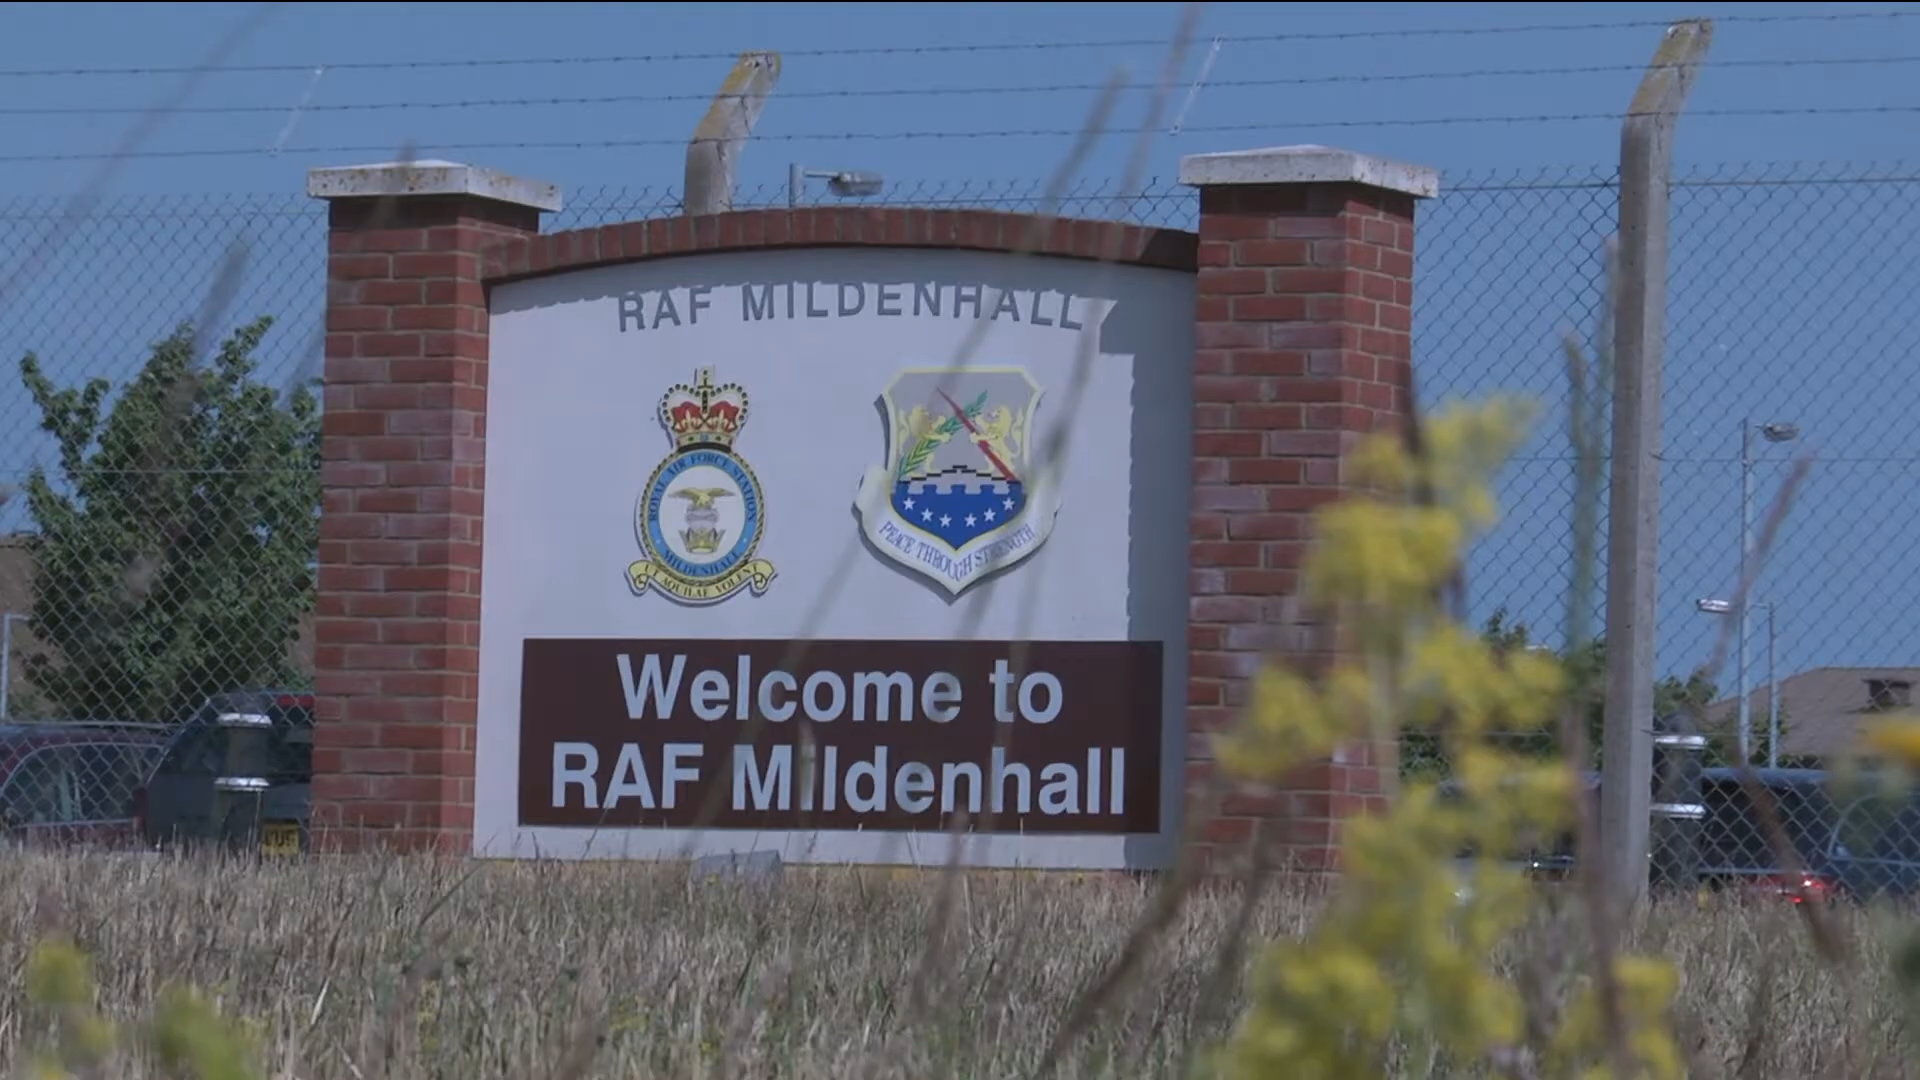 RAF MILDENHALL
ROYAL AIR FORCE STATION
MILDENHALL
UT AQUILAE VOLENT
PEACE THROUGH STRENGTH
Welcome to
RAF Mildenhall